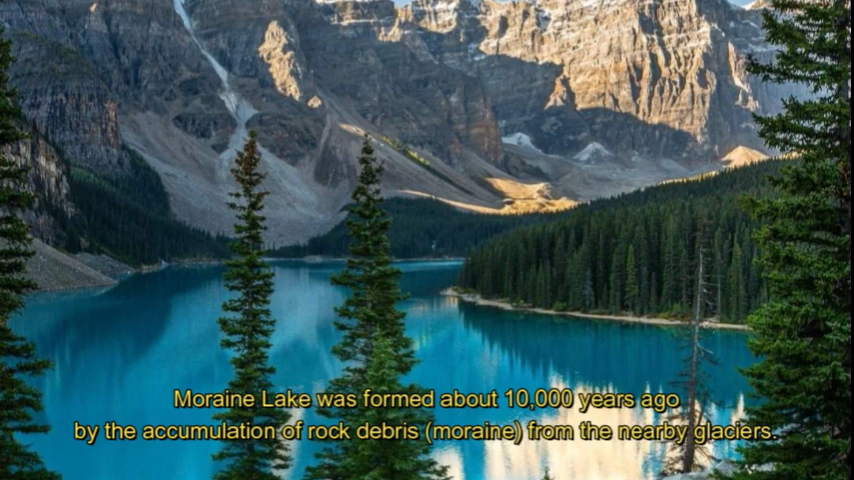 Moraine Lake was formed about 10,000 years ago
by the accumulation of rock debris (moraine) from the nearby glaciers.